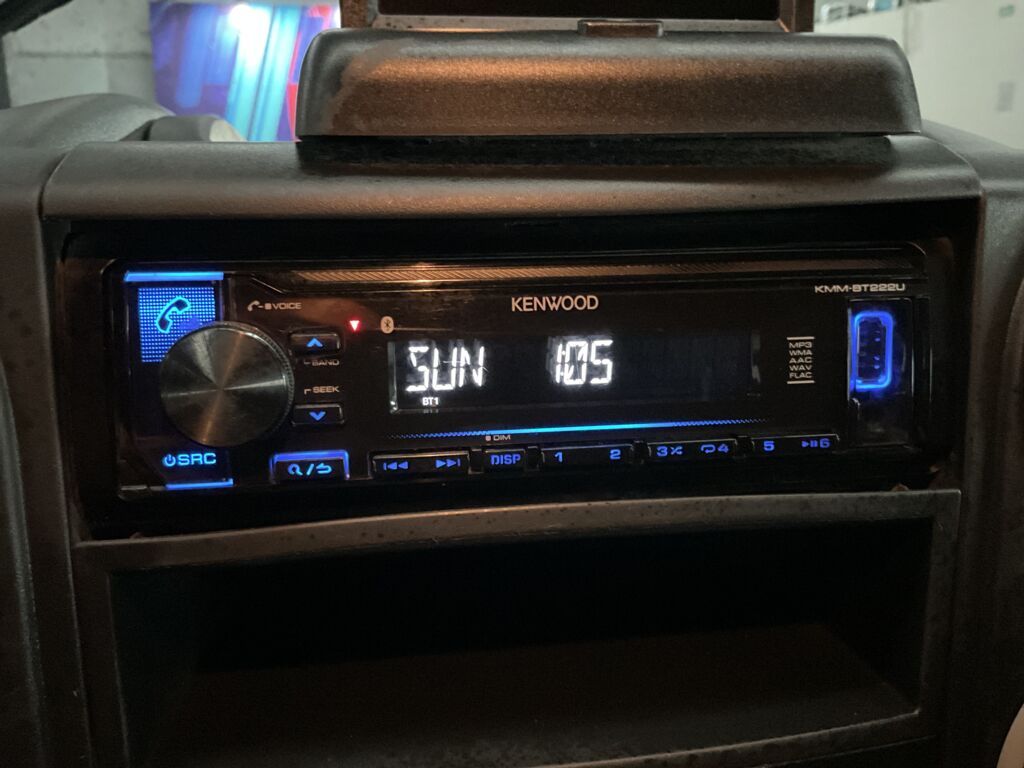 KENWOOD
KMM-BT222U
VOICE
BAND
SEEK
SUN 105
BT1
MP3
WMA
AAC
WAV
FLAC
DIM
SRC
DISP
1
2
3
4
5
6